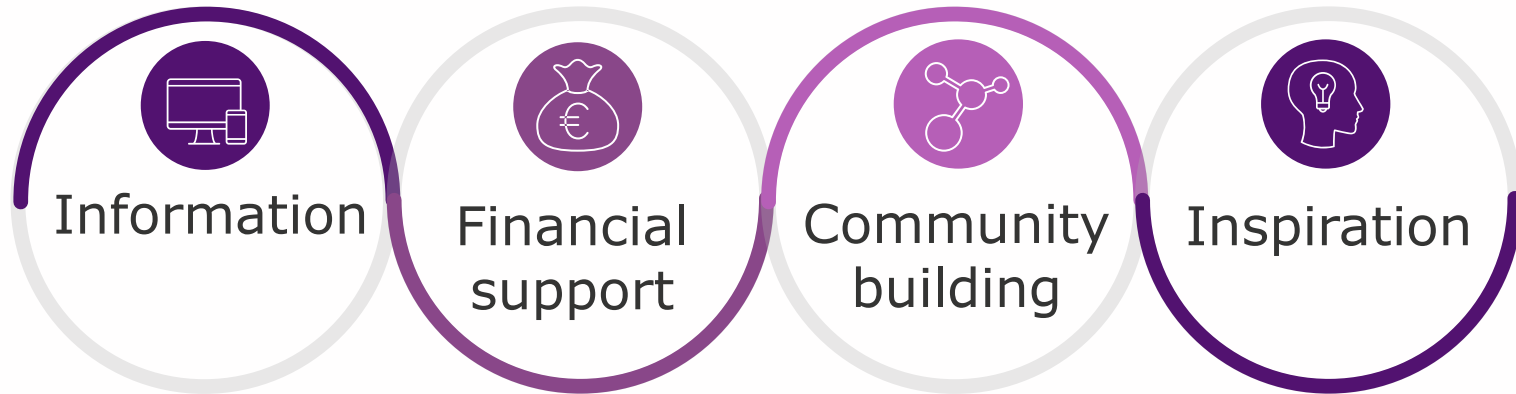 Information
Financial
support
Community
building
Inspiration
€